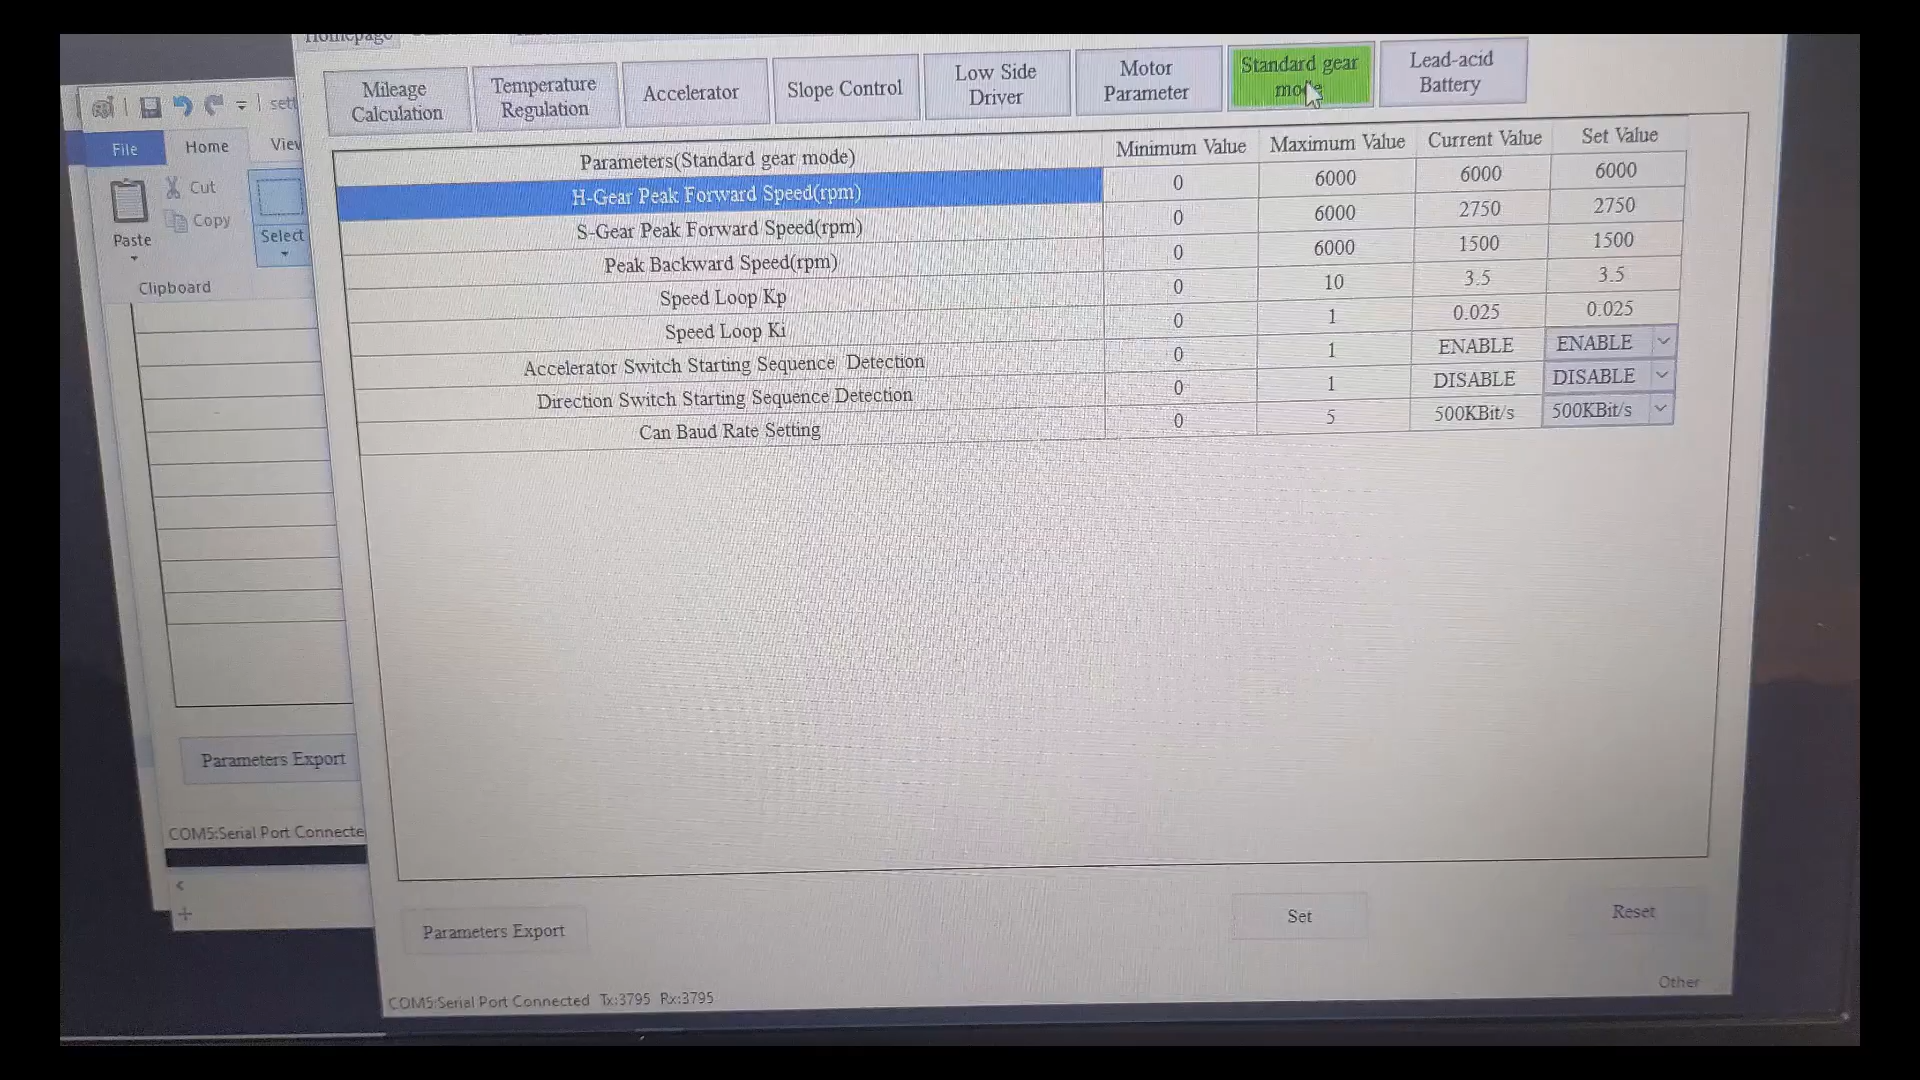 Homepage
Mileage Calculation
Temperature Regulation
Accelerator
Slope Control
Low Side Driver
Motor Parameter
Standard gear
Lead-acid Battery
Parameters(Standard gear mode) Minimum Value Maximum Value Current Value Set Value
H-Gear Peak Forward Speed(rpm) 0 6000 6000 6000
S-Gear Peak Forward Speed(rpm) 0 6000 2750 2750
Peak Backward Speed(rpm) 0 6000 1500 1500
Speed Loop Kp 0 10 3.5 3.5
Speed Loop Ki 0 1 0.025 0.025
Accelerator Switch Starting Sequence Detection 0 1 ENABLE ENABLE
Direction Switch Starting Sequence Detection 0 1 DISABLE DISABLE
Can Baud Rate Setting 0 5 500KBit/s 500KBit/s
Parameters Export Set Reset
Other
COM5:Serial Port Connected Tx:3795 Rx:3795
File Home View
Cut
Copy
Paste
Select
Clipboard
Parameters Export
COM5:Serial Port Connecte